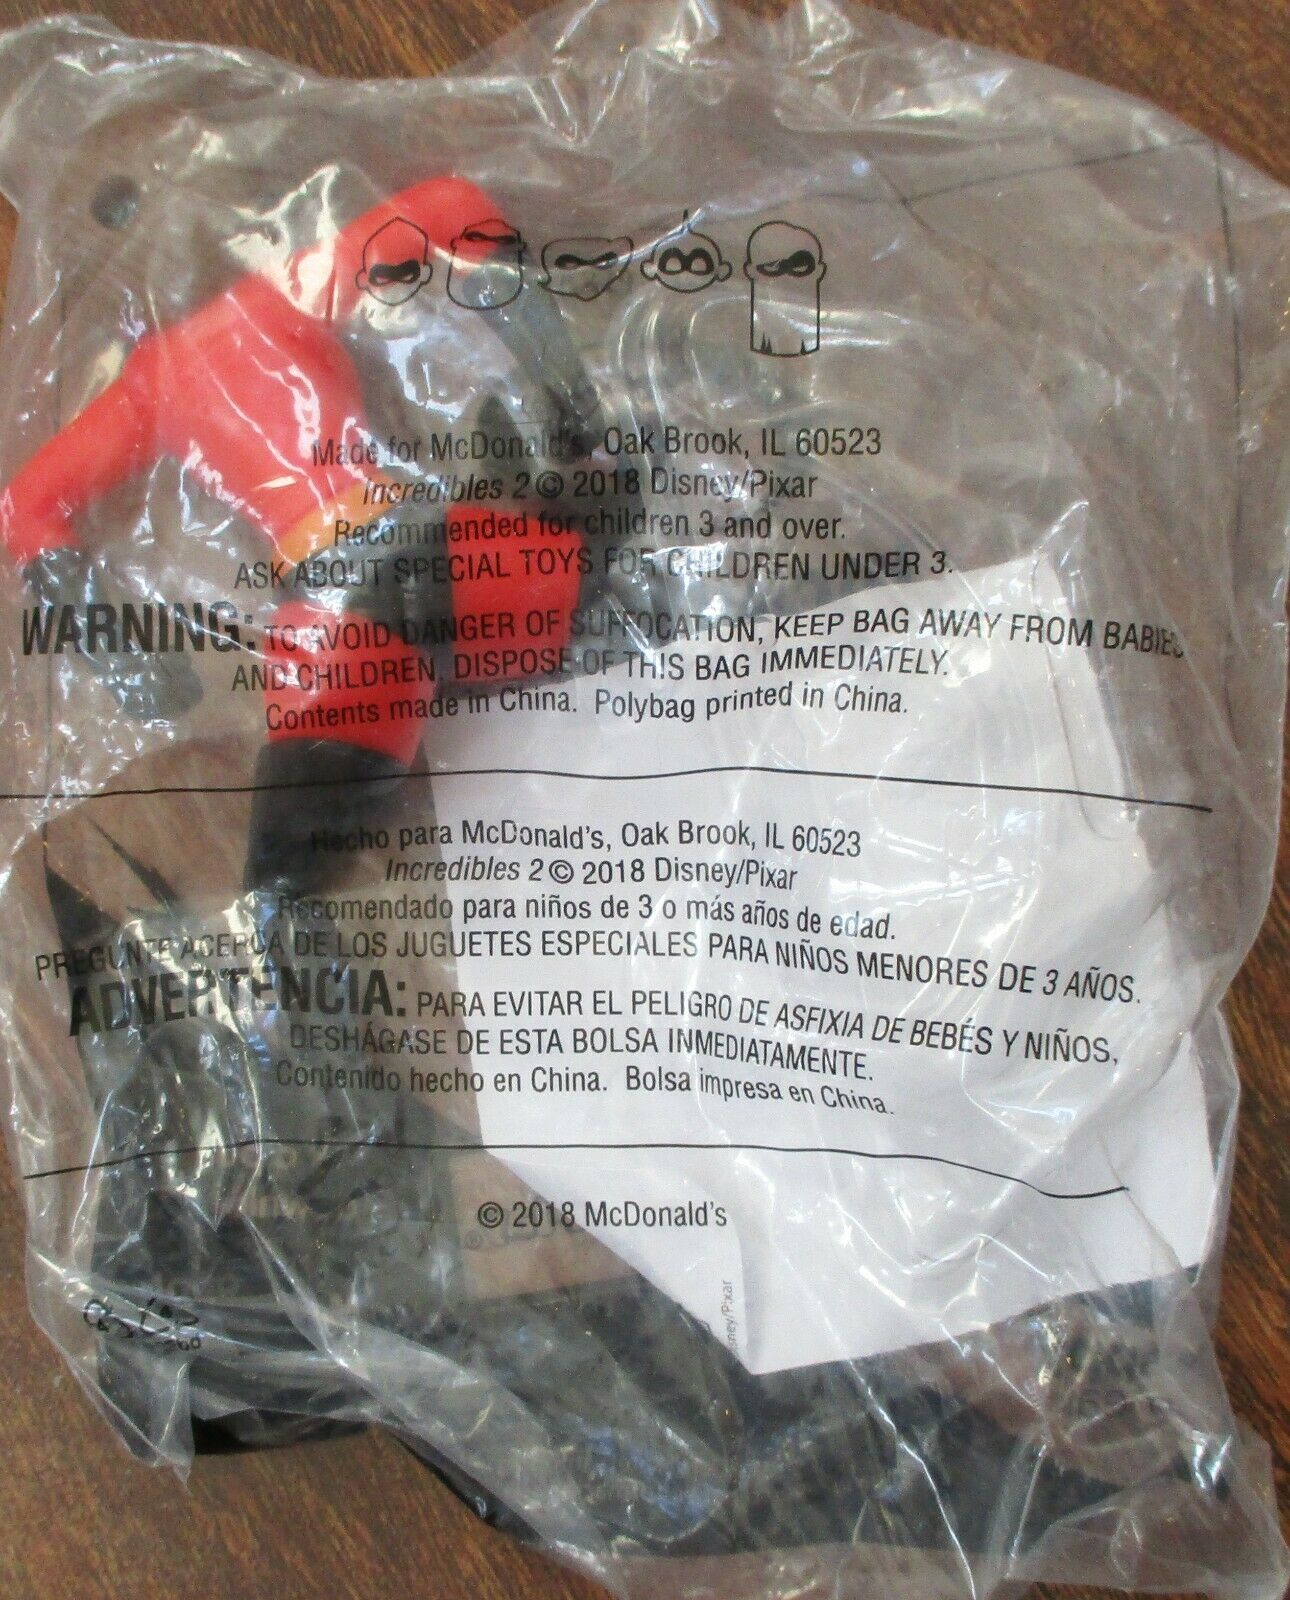 Made for McDonald's, Oak Brook, IL 60523
Incredibles 2 © 2018 Disney/Pixar
Recommended for children 3 and over.
ASK ABOUT SPECIAL TOYS FOR CHILDREN UNDER 3.
WARNING: TO AVOID DANGER OF SUFFOCATION, KEEP BAG AWAY FROM BABIES
AND CHILDREN. DISPOSE OF THIS BAG IMMEDIATELY.
Contents made in China. Polybag printed in China.
Hecho para McDonald's, Oak Brook, IL 60523
Incredibles 2 © 2018 Disney/Pixar
Recomendado para niños de 3 o más años de edad.
PREGUNTE ACERCA DE LOS JUGUETES ESPECIALES PARA NIÑOS MENORES DE 3 AÑOS.
ADVERTENCIA: PARA EVITAR EL PELIGRO DE ASFIXIA DE BEBÉS Y NIÑOS,
DESHÁGASE DE ESTA BOLSA INMEDIATAMENTE.
Contenido hecho en China. Bolsa impresa en China.
© 2018 McDonald's
ney/Pixar